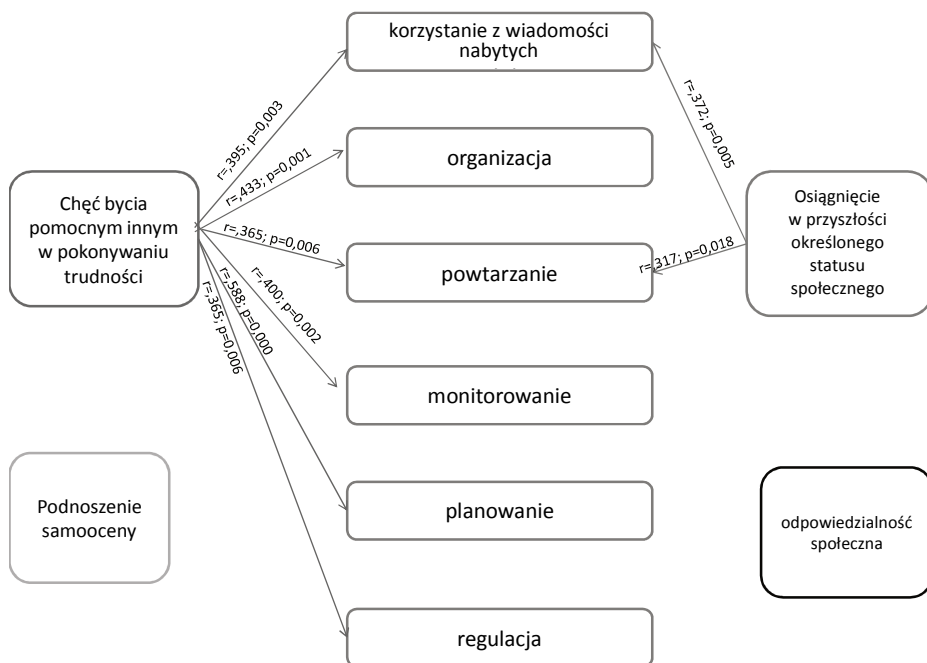 korzystanie z wiadomości
nabytych
r=,395; p=0,003
r=,372; p=0,005
organizacja
r=,433; p=0,001
Chęć bycia
pomocnym innym
w pokonywaniu
trudności
Osiągnięcie
w przyszłości
określonego
statusu
społecznego
r=,365; p=0,006
powtarzanie
r=,317; p=0,018
r=,400; p=0,002
r=,588; p=0,000
r=,365; p=0,006
monitorowanie
Podnoszenie
samooceny
planowanie
odpowiedzialność
społeczna
regulacja